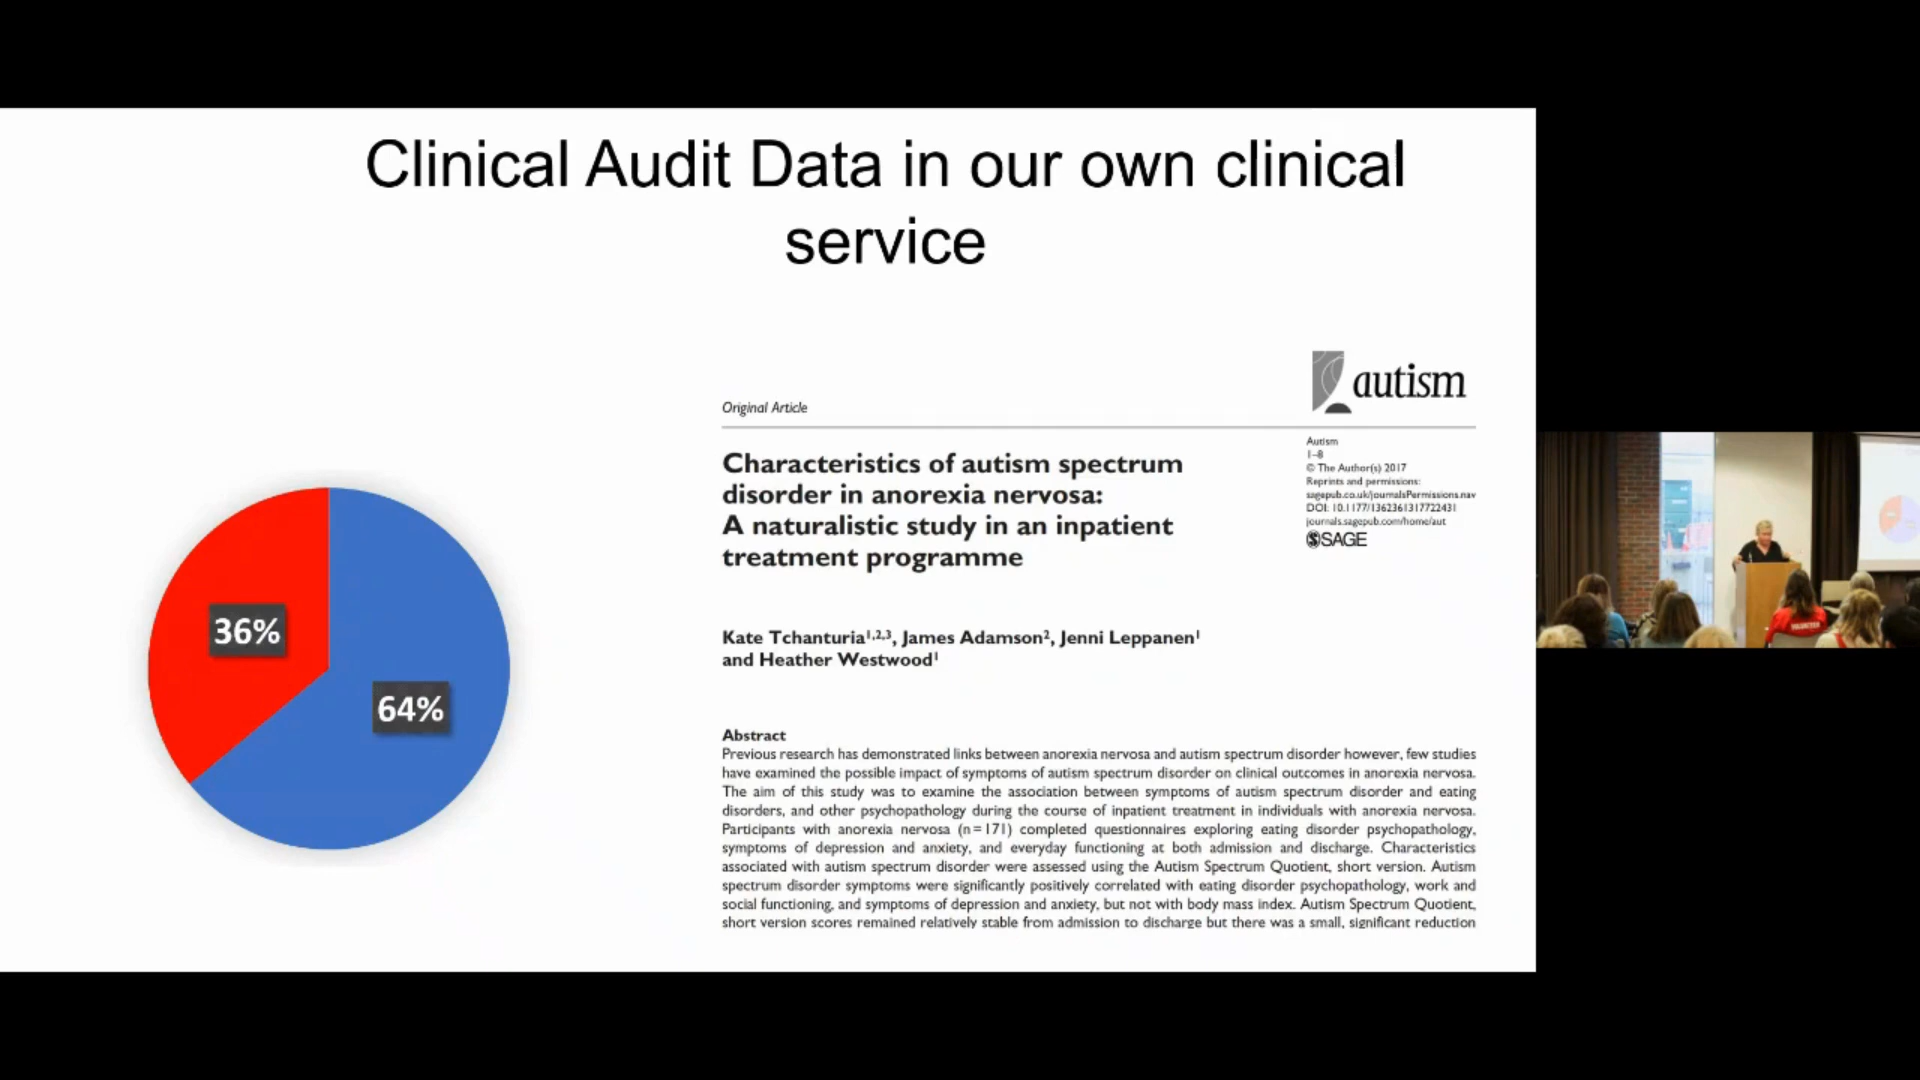 Clinical Audit Data in our own clinical
service
autism
Original Article
Characteristics of autism spectrum
disorder in anorexia nervosa:
A naturalistic study in an inpatient
treatment programme
Autism
1–8
© The Author(s) 2017
Reprints and permissions:
sagepub.co.uk/journalsPermissions.nav
DOI: 10.1177/1362361317722431
journals.sagepub.com/home/aut
SAGE
36%
64%
Kate Tchanturia1,2,3, James Adamson2, Jenni Leppanen1
and Heather Westwood1
Abstract
Previous research has demonstrated links between anorexia nervosa and autism spectrum disorder however, few studies
have examined the possible impact of symptoms of autism spectrum disorder on clinical outcomes in anorexia nervosa.
The aim of this study was to examine the association between symptoms of autism spectrum disorder and eating
disorders, and other psychopathology during the course of inpatient treatment in individuals with anorexia nervosa.
Participants with anorexia nervosa (n=171) completed questionnaires exploring eating disorder psychopathology,
symptoms of depression and anxiety, and everyday functioning at both admission and discharge. Characteristics
associated with autism spectrum disorder were assessed using the Autism Spectrum Quotient, short version. Autism
spectrum disorder symptoms were significantly positively correlated with eating disorder psychopathology, work and
social functioning, and symptoms of depression and anxiety, but not with body mass index. Autism Spectrum Quotient,
short version scores remained relatively stable from admission to discharge but there was a small, significant reduction